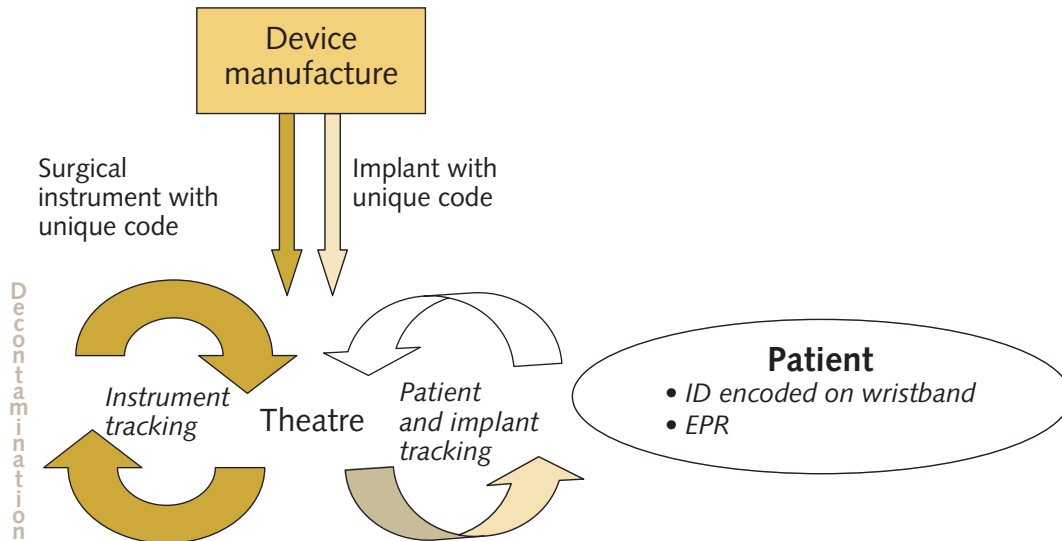 Device
manufacture
Surgical
instrument with
unique code
Implant with
unique code
Decontamination
Instrument
tracking
Theatre
Patient
and implant
tracking
Patient
• ID encoded on wristband
• EPR